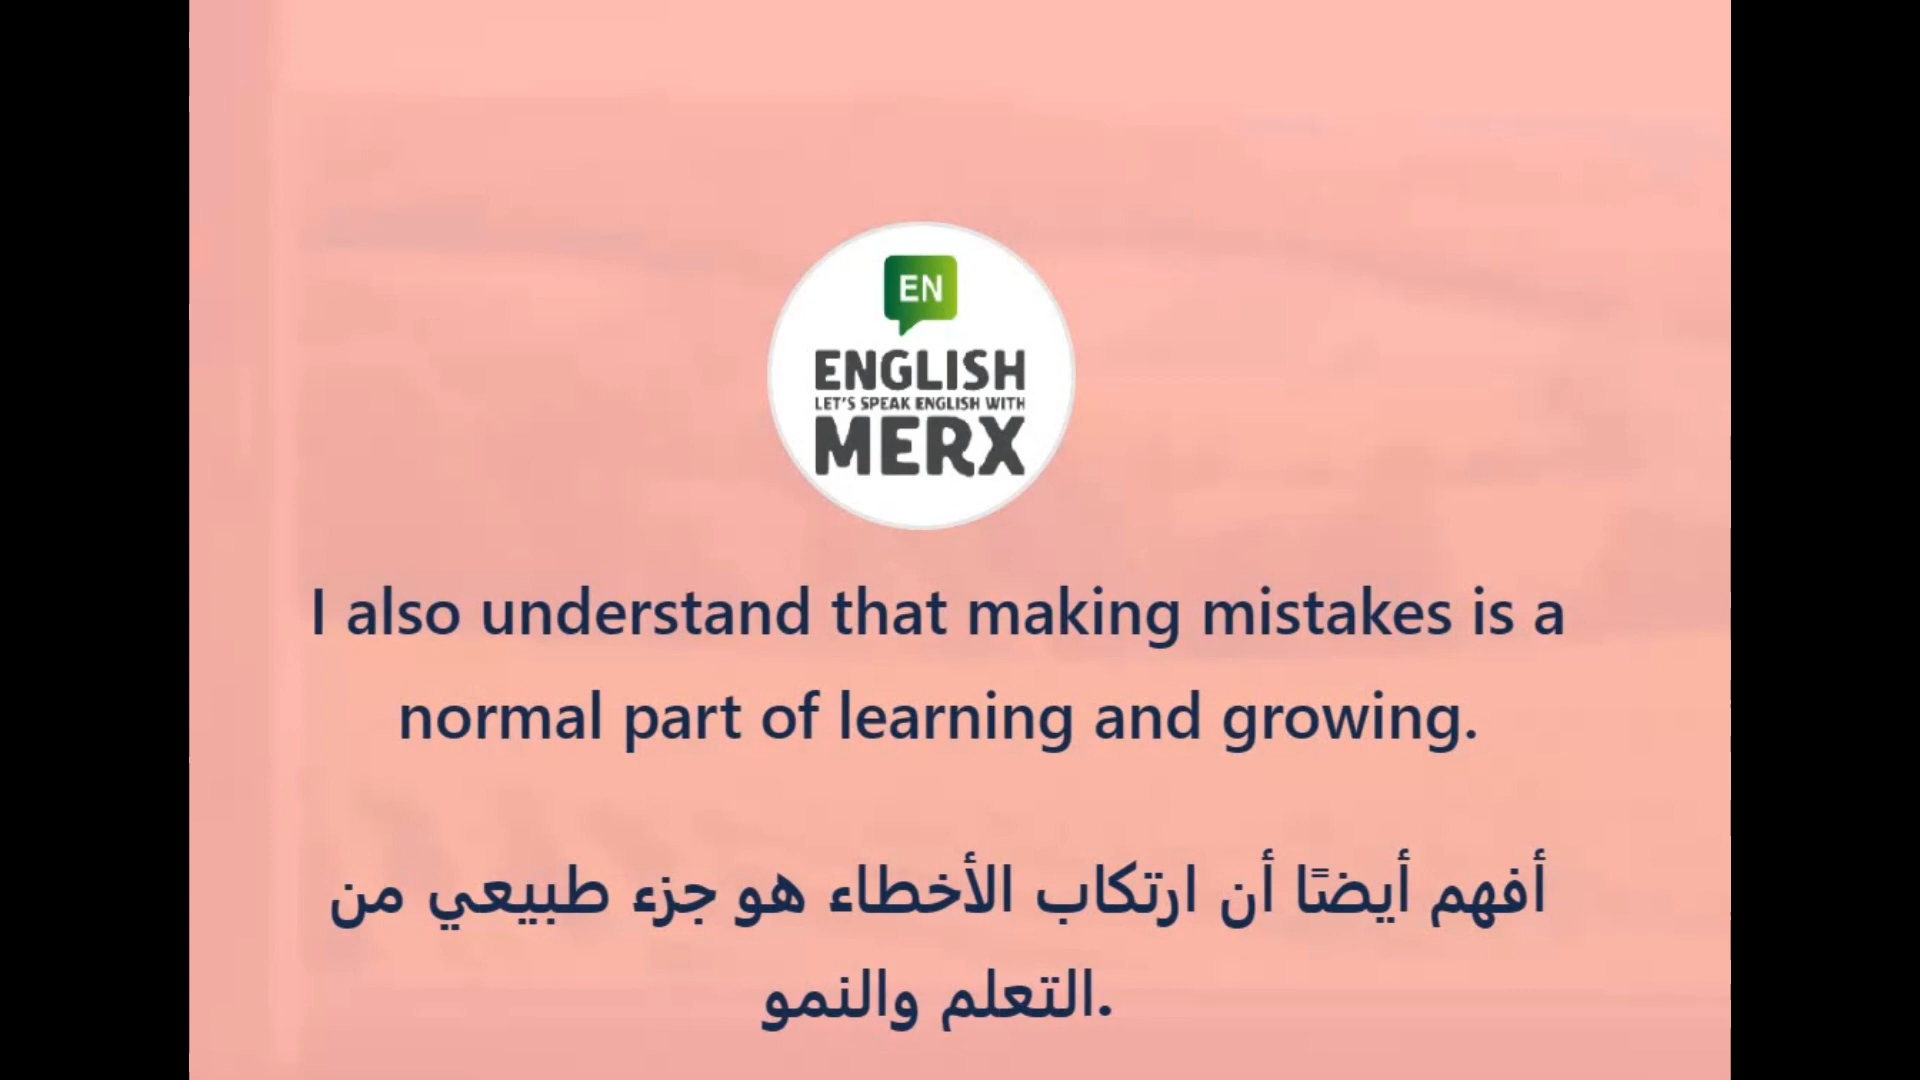 EN
ENGLISH
LET'S SPEAK ENGLISH WITH
MERX
I also understand that making mistakes is a
normal part of learning and growing.
أفهم أيضًا أن ارتكاب الأخطاء هو جزء طبيعي من
التعلم والنمو.